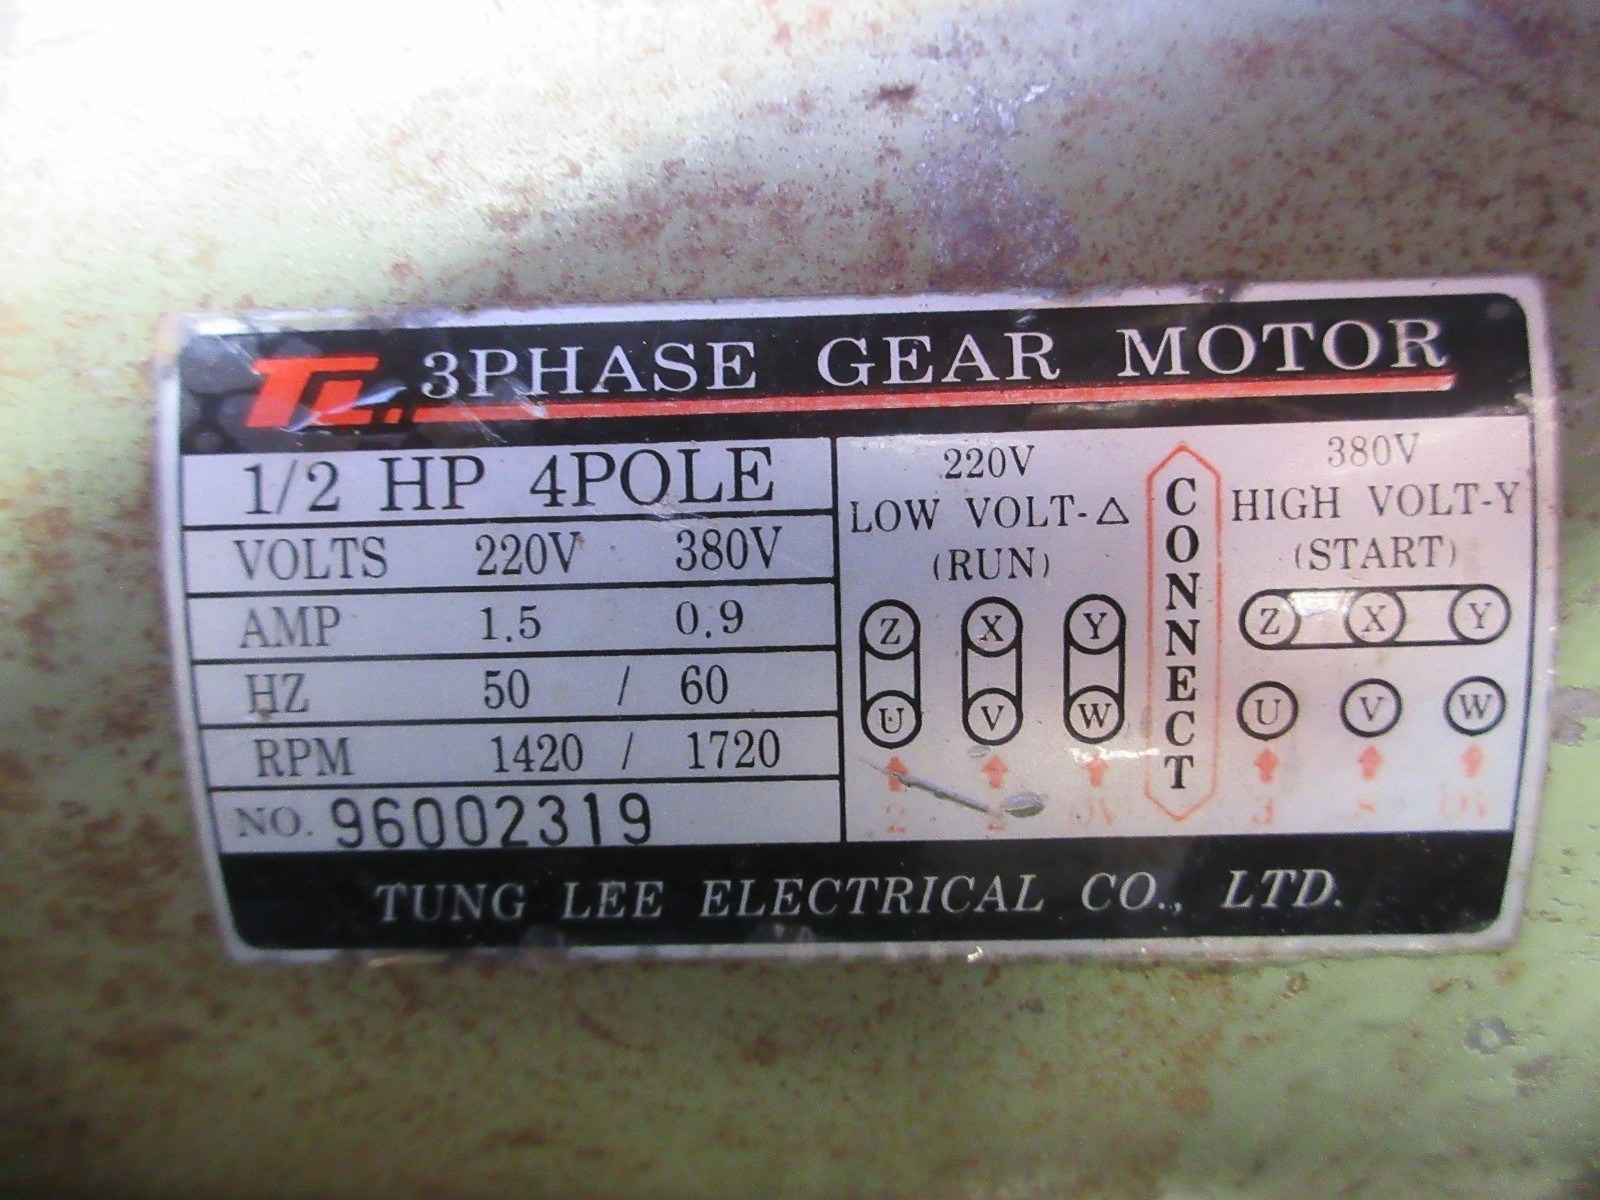 TL 3PHASE GEAR MOTOR
1/2 HP 4POLE
VOLTS 220V 380V
AMP 1.5 0.9
HZ 50 / 60
RPM 1420 / 1720
NO. 96002319
220V
LOW VOLT-△
(RUN)
Z X Y
U V W
CONNECT
380V
HIGH VOLT-Y
(START)
Z X Y
U V W
TUNG LEE ELECTRICAL CO., LTD.